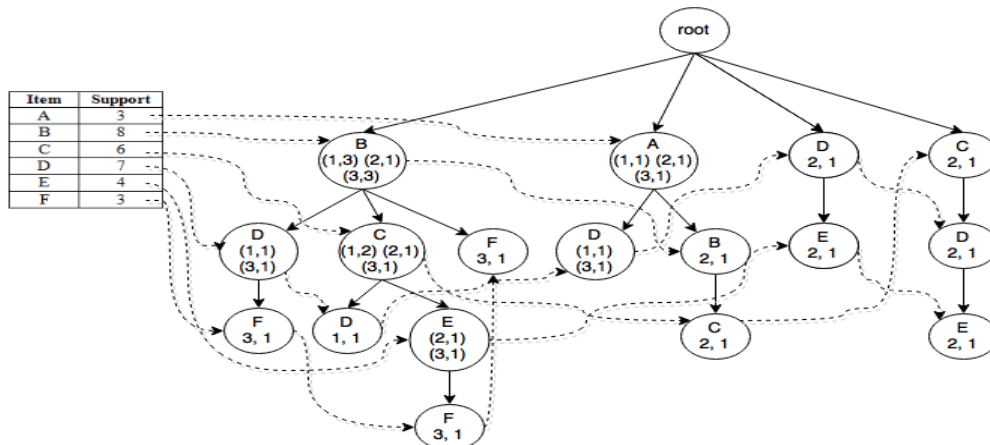 root
Item Support
A 3
B 8
C 6
D 7
E 4
F 3
B
(1,3) (2,1)
(3,3)
A
(1,1) (2,1)
(3,1)
D
2, 1
C
2, 1
D
(1,1)
(3,1)
C
(1,2) (2,1)
(3,1)
F
3, 1
D
(1,1)
(3,1)
B
2, 1
E
2, 1
D
2, 1
F
3, 1
D
1, 1
E
(2,1)
(3,1)
C
2, 1
E
2, 1
F
3, 1